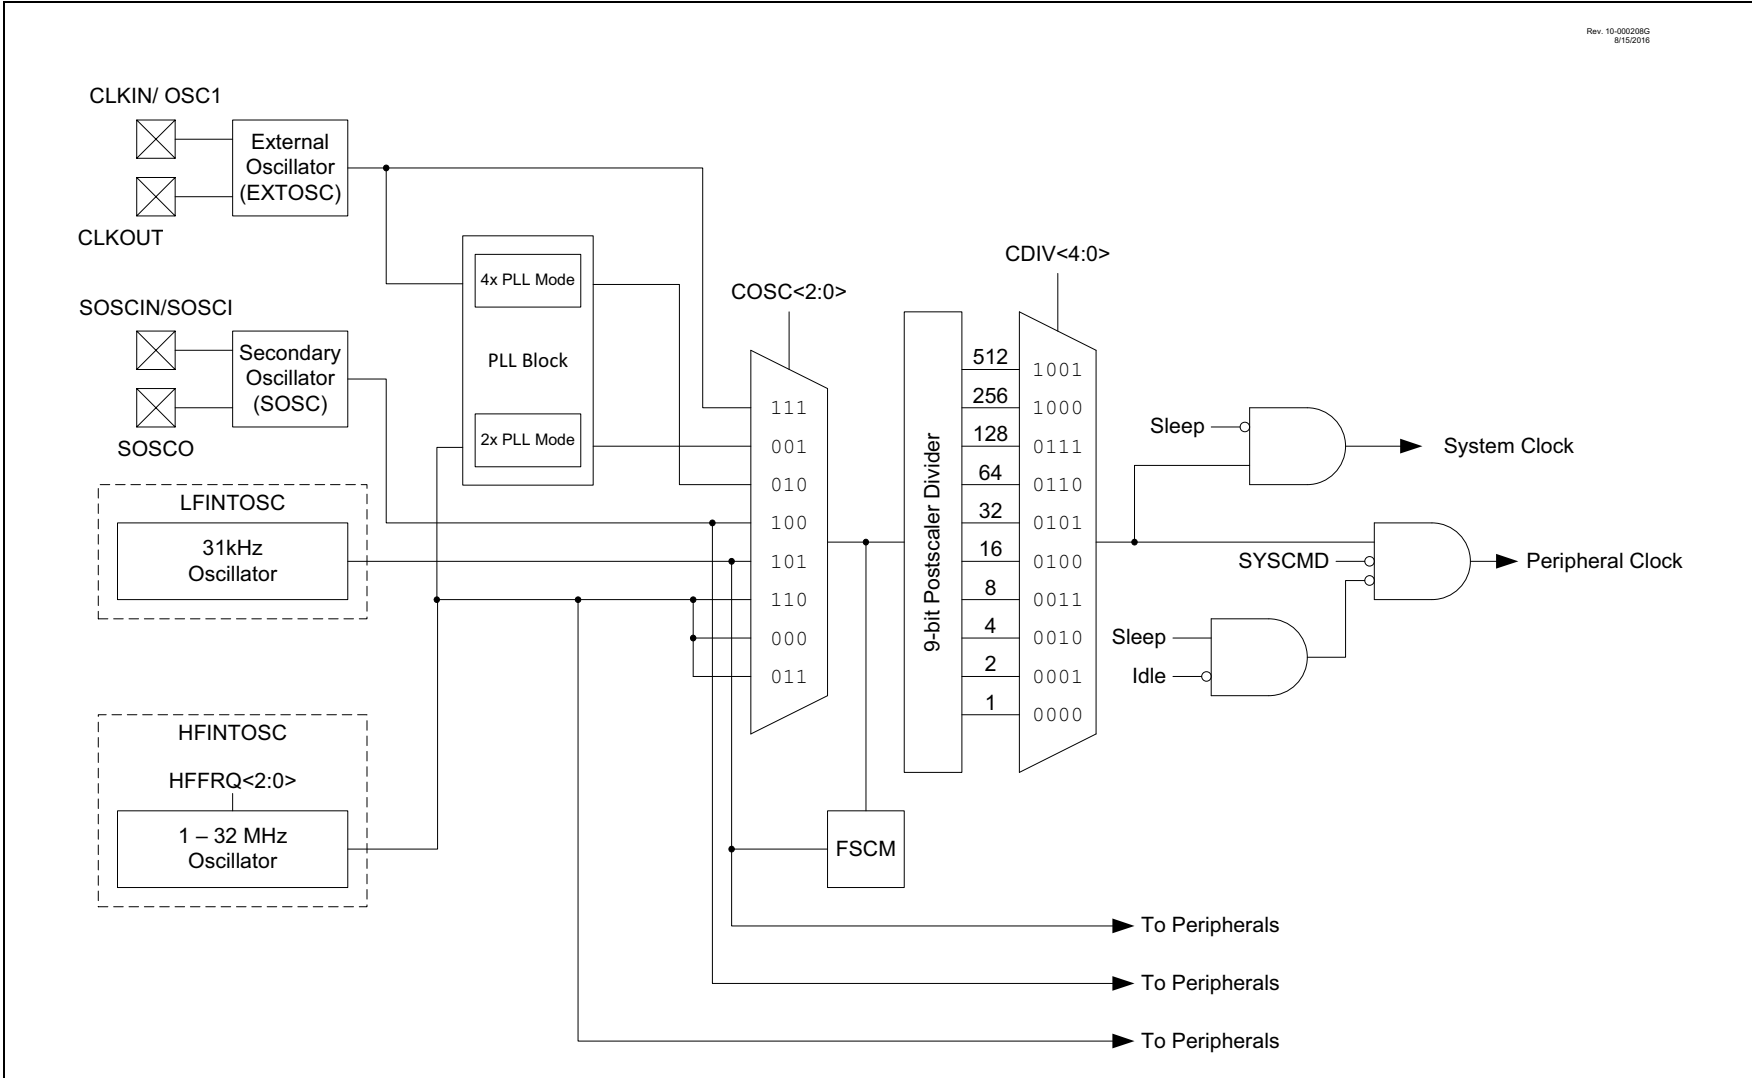 Rev. 10-000208G
8/15/2016
CLKIN/ OSC1
External
Oscillator
(EXTOSC)
CLKOUT
SOSCIN/SOSCI
Secondary
Oscillator
(SOSC)
SOSCO
LFINTOSC
31kHz
Oscillator
HFINTOSC
HFFRQ<2:0>
1 – 32 MHz
Oscillator
4x PLL Mode
PLL Block
2x PLL Mode
COSC<2:0>
111
001
010
100
101
110
000
011
FSCM
9-bit Postscaler Divider
512
256
128
64
32
16
8
4
2
1
CDIV<4:0>
1001
1000
0111
0110
0101
0100
0011
0010
0001
0000
Sleep
System Clock
SYSCMD
Peripheral Clock
Sleep
Idle
To Peripherals
To Peripherals
To Peripherals